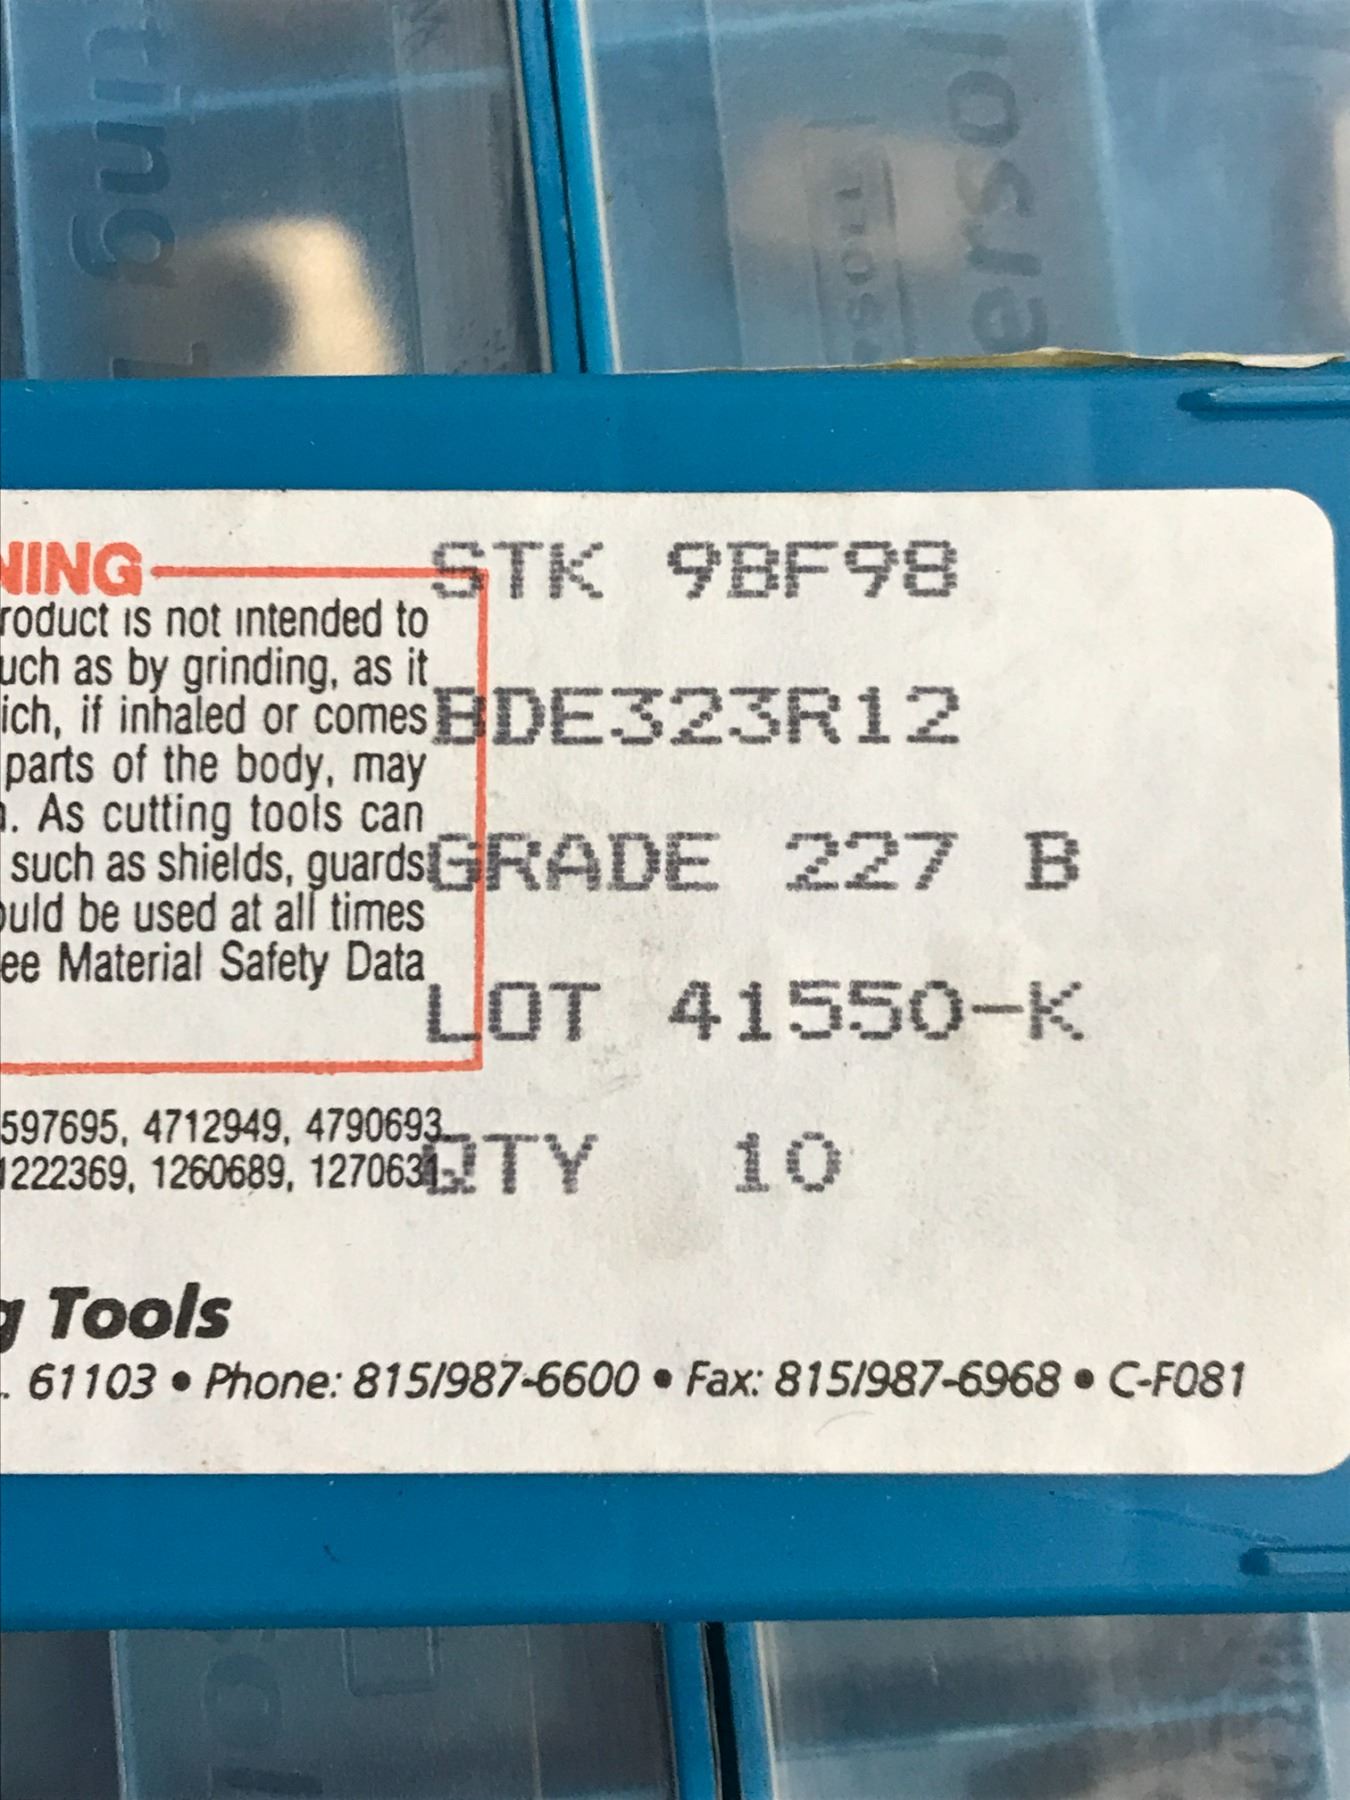 ting
ersol
STK 9BF98
NING
roduct is not intended to
uch as by grinding, as it
ich, if inhaled or comes
BDE323R12
parts of the body, may
. As cutting tools can
such as shields, guards
GRADE 227 B
ould be used at all times
ee Material Safety Data
LOT 41550-K
597695, 4712949, 4790693
1222369, 1260689, 1270631
QTY 10
g Tools
. 61103 • Phone: 815/987-6600 • Fax: 815/987-6968 • C-F081